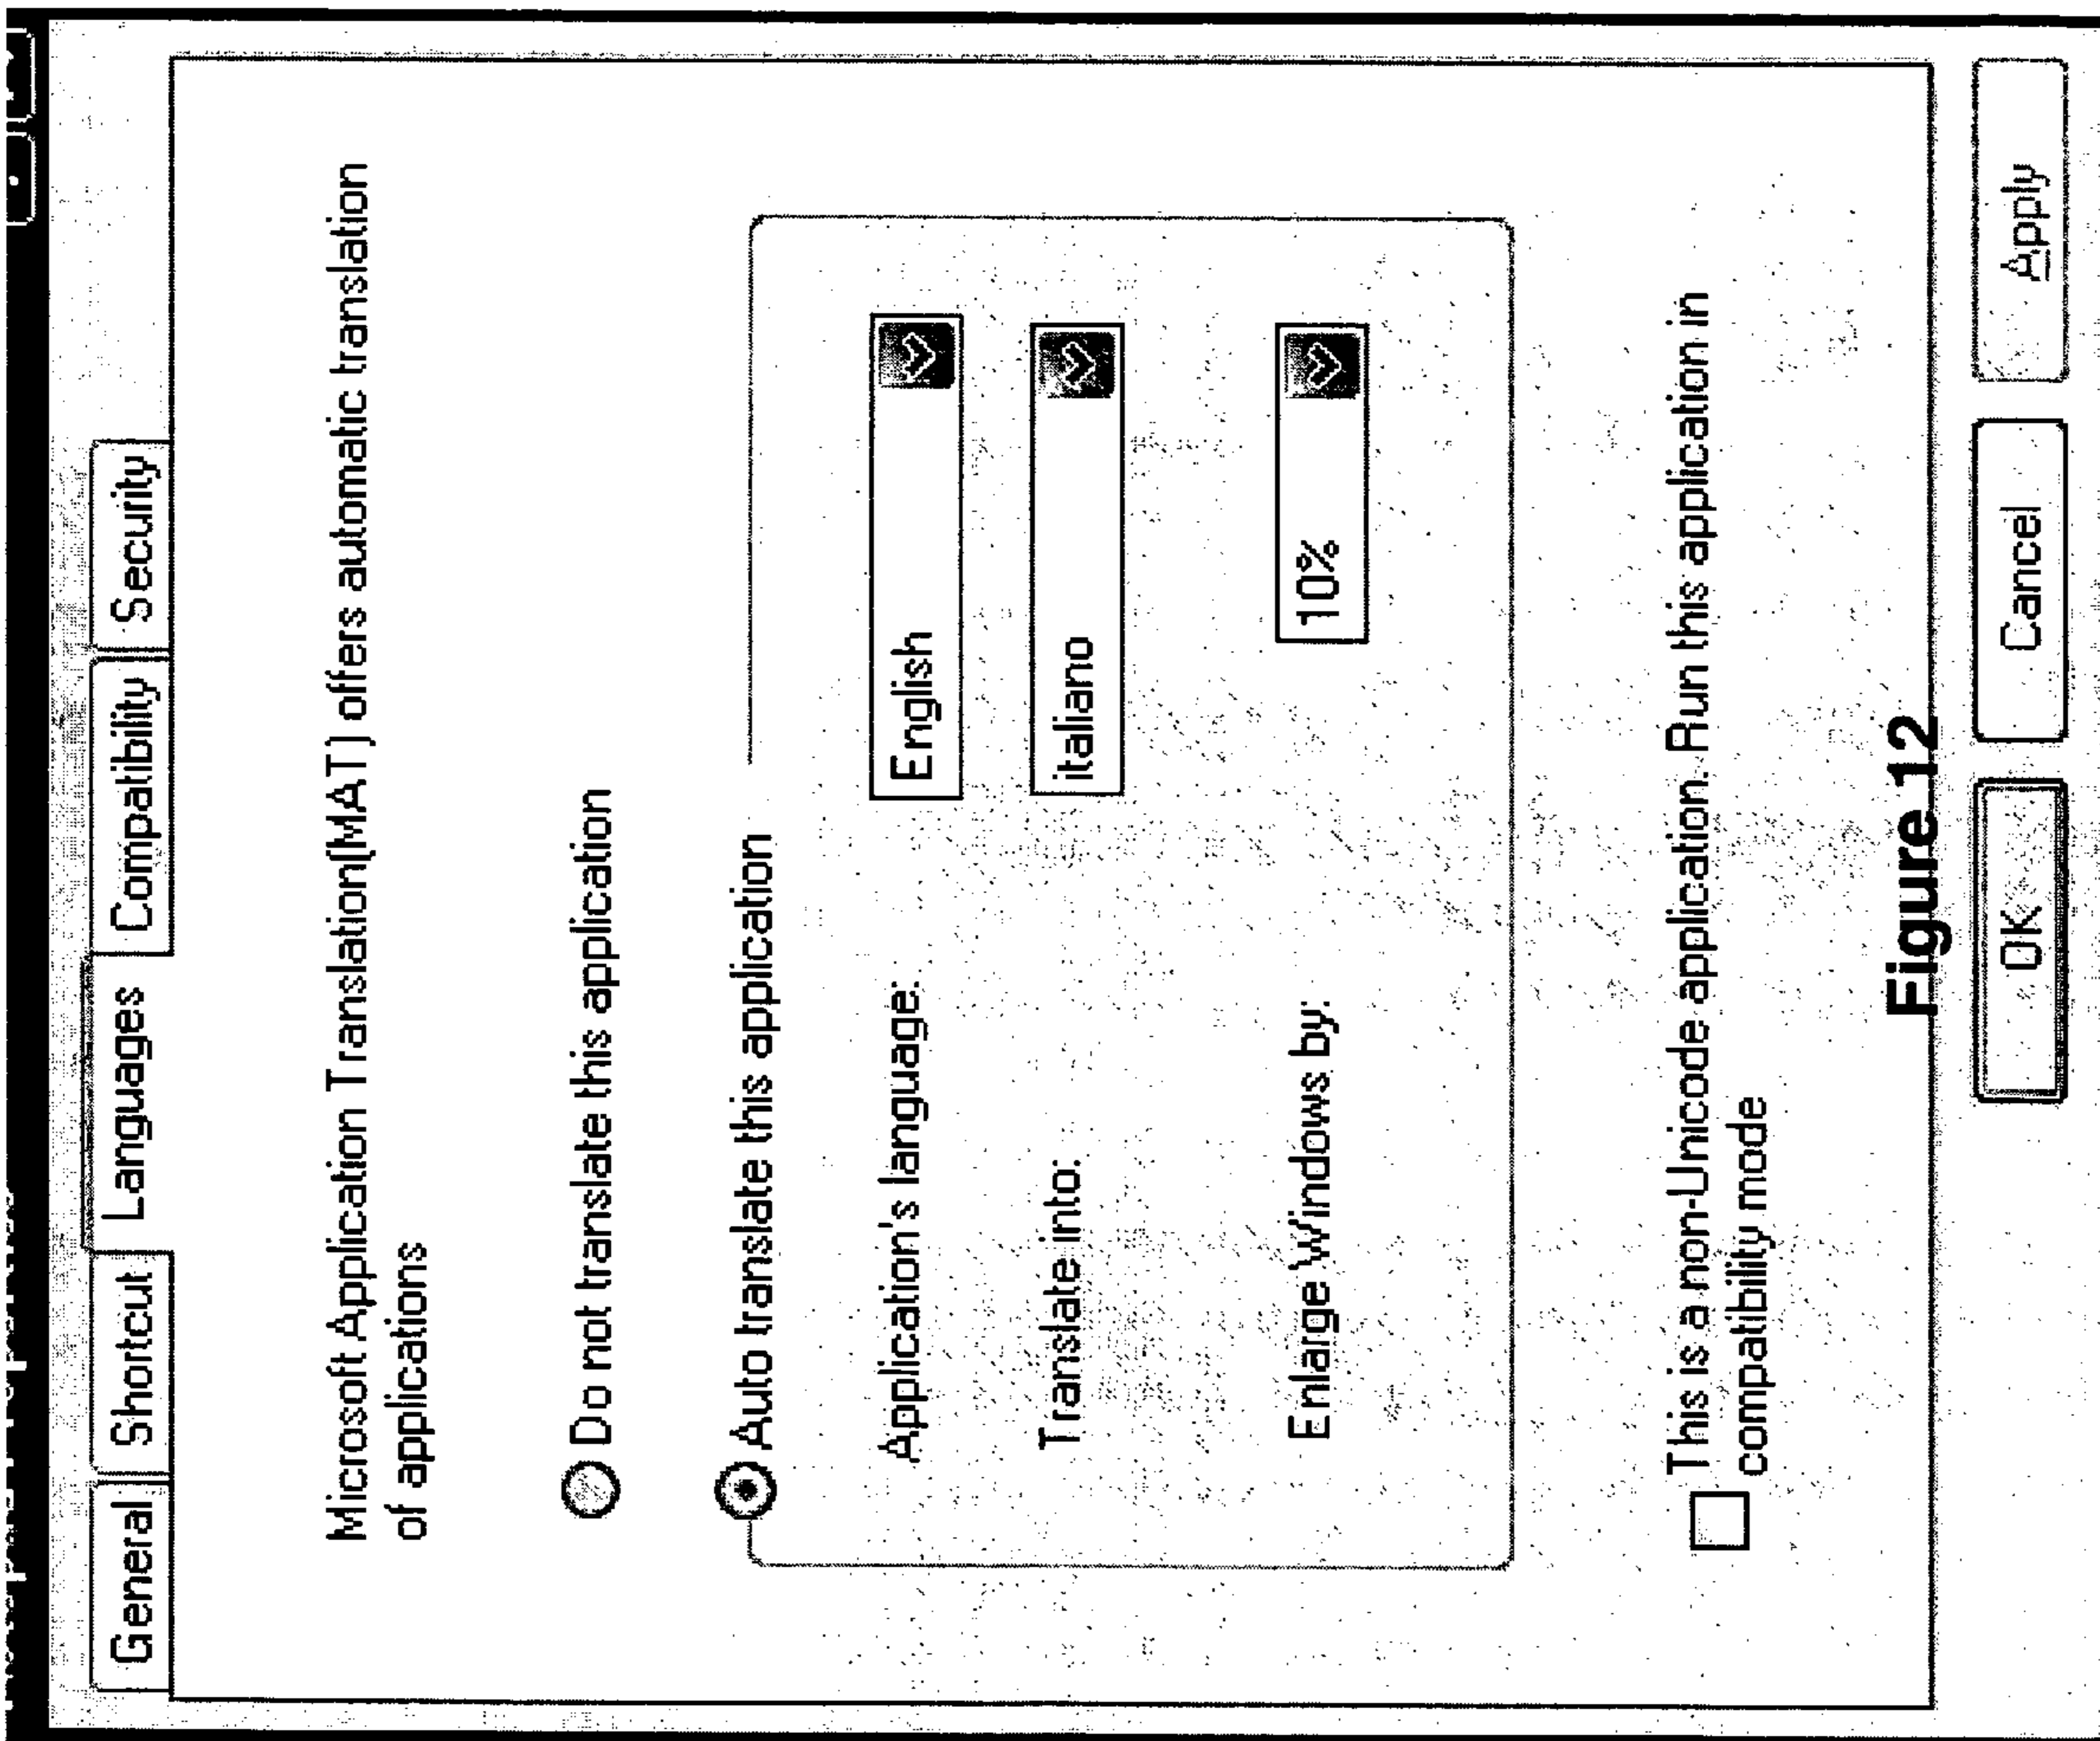 General Shortcut Languages Compatibility Security
Microsoft Application Translation(MAT) offers automatic translation
of applications
Do not translate this application
Auto translate this application
Application's language: English
Translate into: italiano
Enlarge Windows by: 10%
This is a non-Unicode application. Run this application in
compatibility mode
Figure 12
OK Cancel Apply